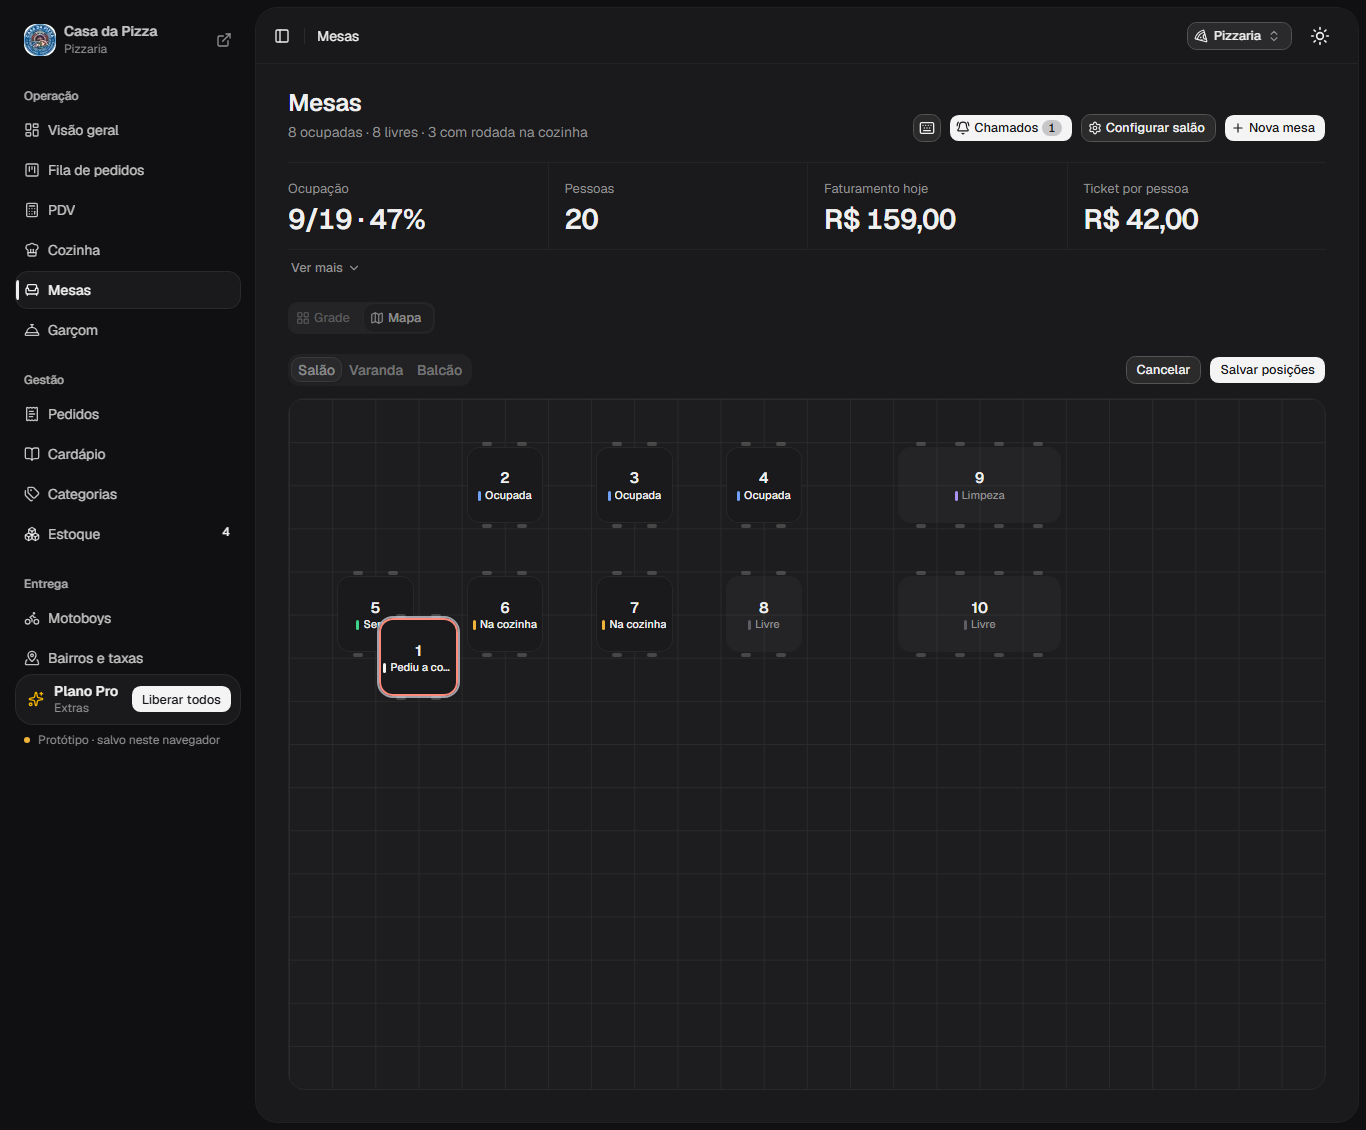 Casa da Pizza
Pizzaria
Operação
Visão geral
Fila de pedidos
PDV
Cozinha
Mesas
Garçom
Gestão
Pedidos
Cardápio
Categorias
Estoque 4
Entrega
Motoboys
Bairros e taxas
Plano Pro
Extras
Liberar todos
Protótipo · salvo neste navegador
Mesas
Pizzaria
Mesas
8 ocupadas · 8 livres · 3 com rodada na cozinha
Chamados 1
Configurar salão
Nova mesa
Ocupação
9/19 · 47%
Pessoas
20
Faturamento hoje
R$ 159,00
Ticket por pessoa
R$ 42,00
Ver mais
Grade Mapa
Salão Varanda Balcão
Cancelar
Salvar posições
2
Ocupada
3
Ocupada
4
Ocupada
9
Limpeza
5
Ser
6
Na cozinha
7
Na cozinha
8
Livre
10
Livre
1
Pediu a co...